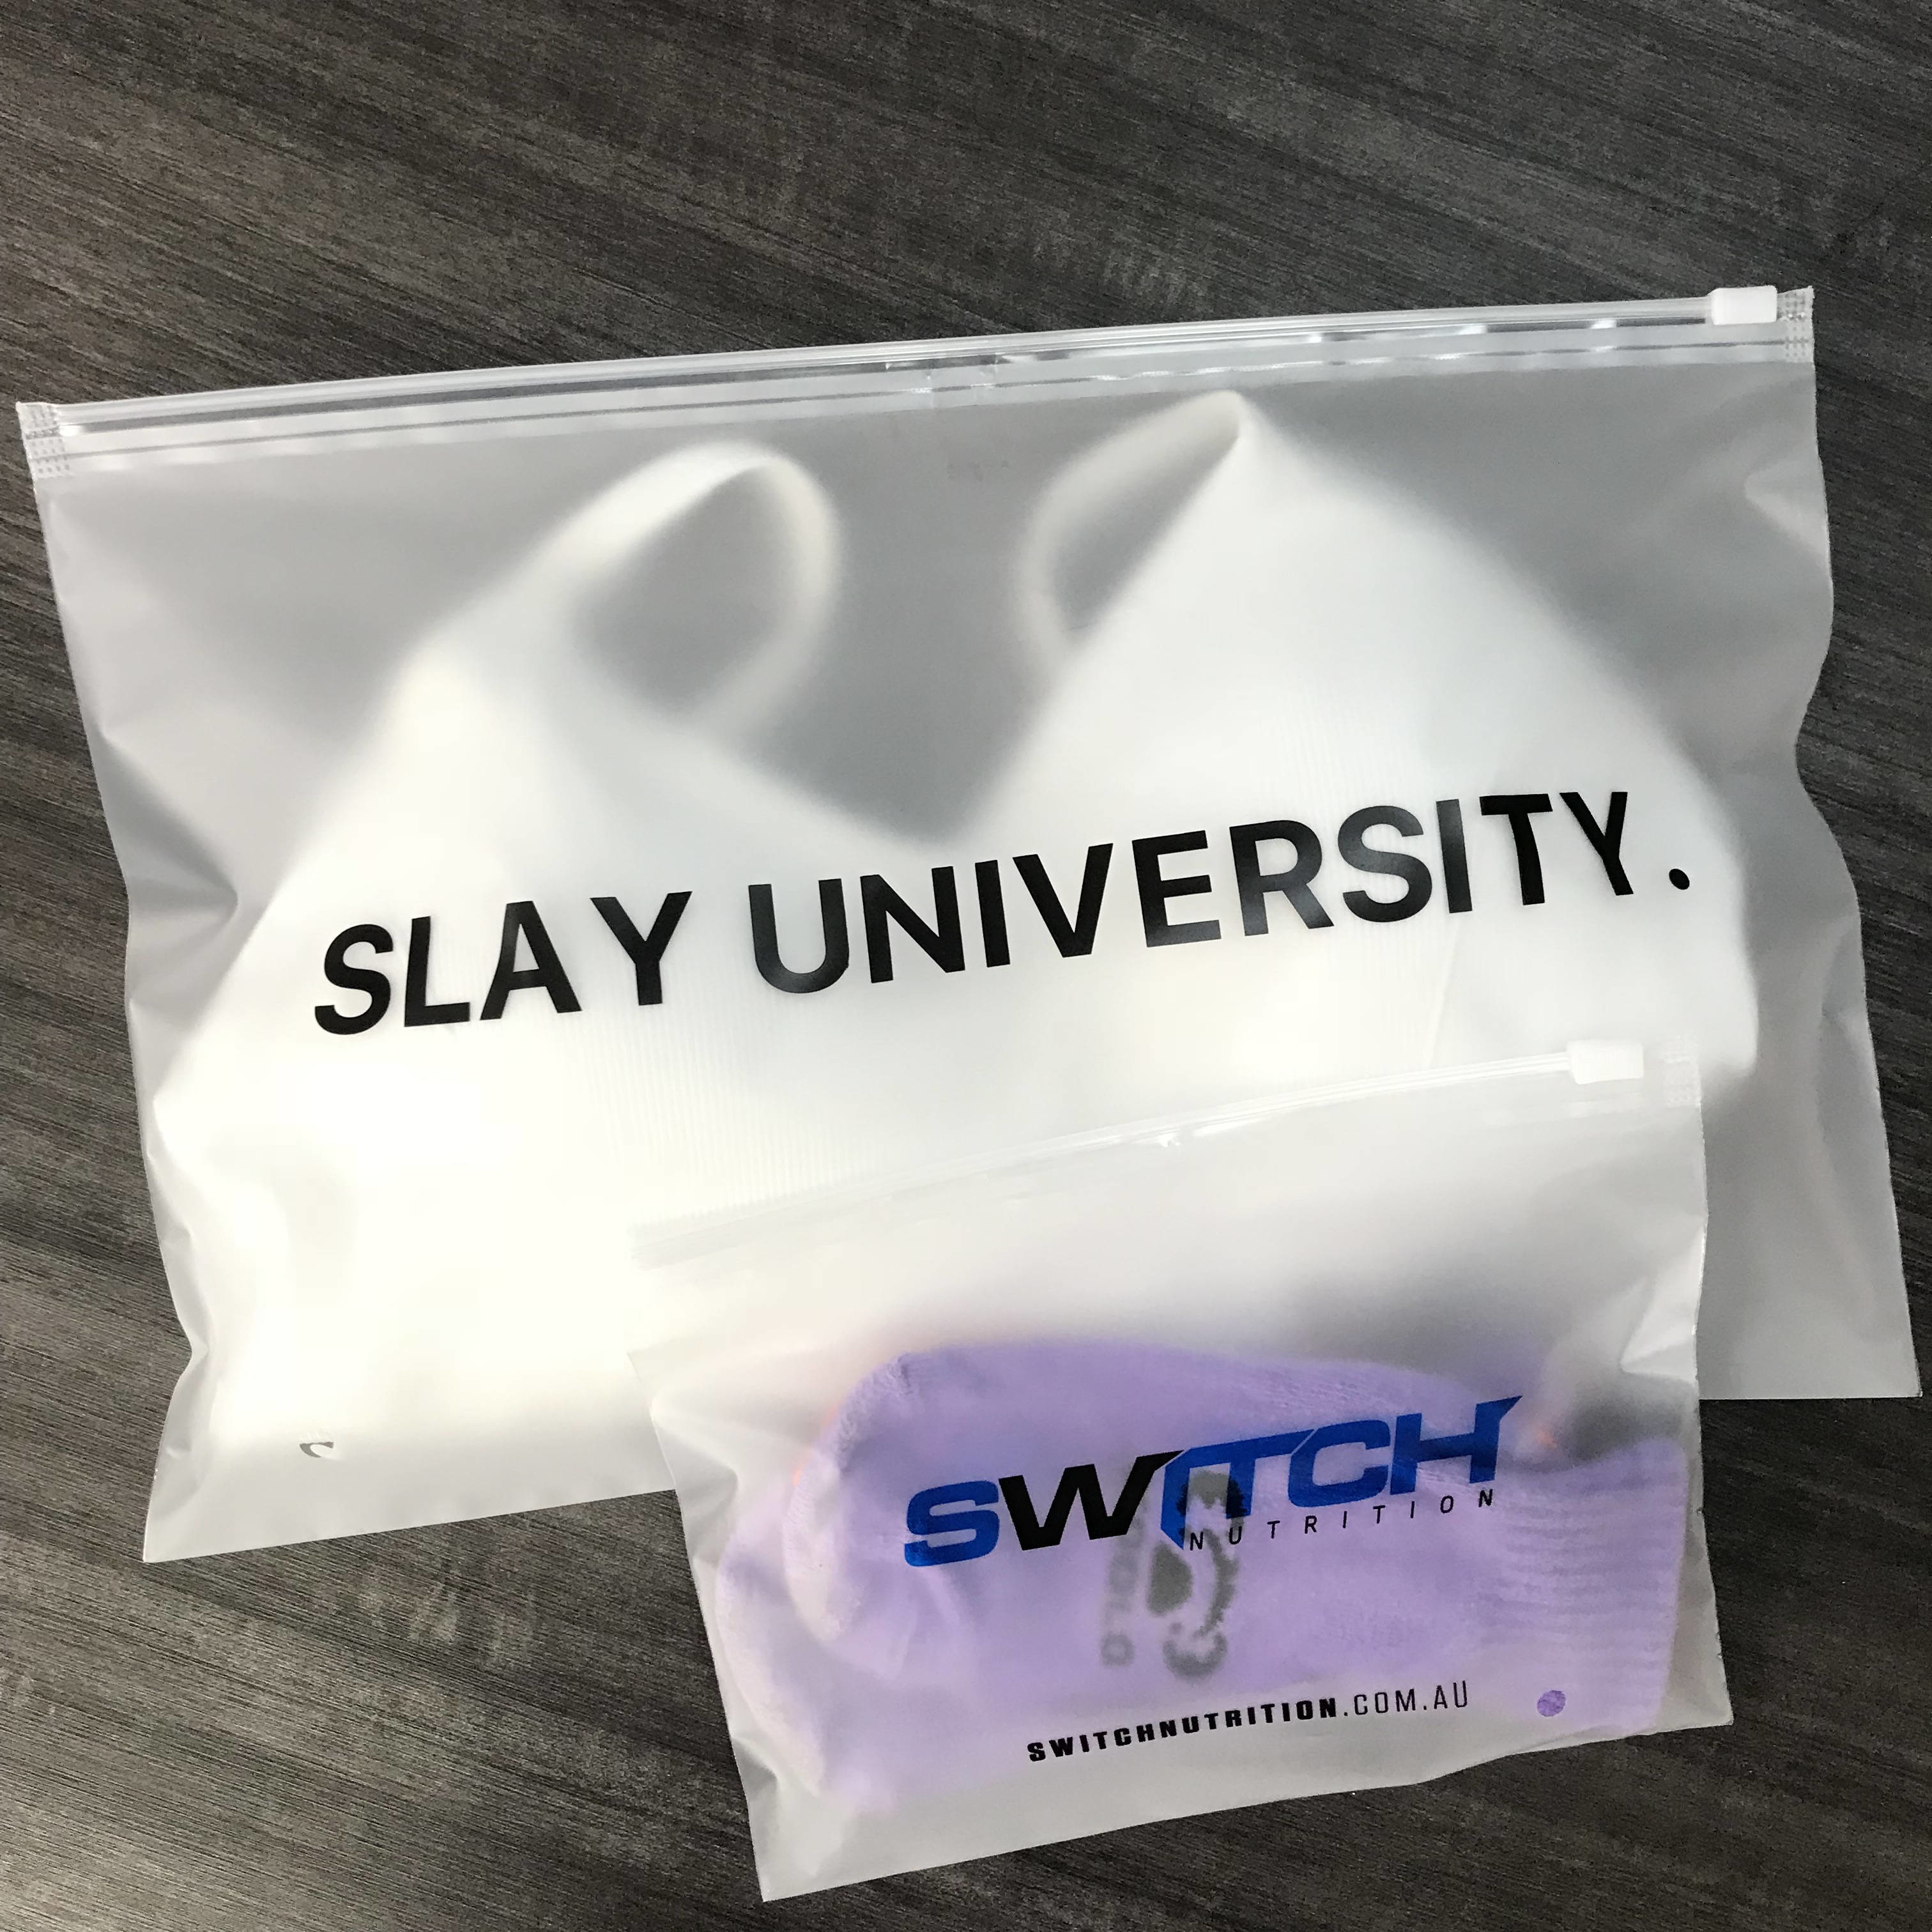 SLAY UNIVERSITY.
SWITCH
NUTRITION
SWITCHNUTRITION.COM.AU